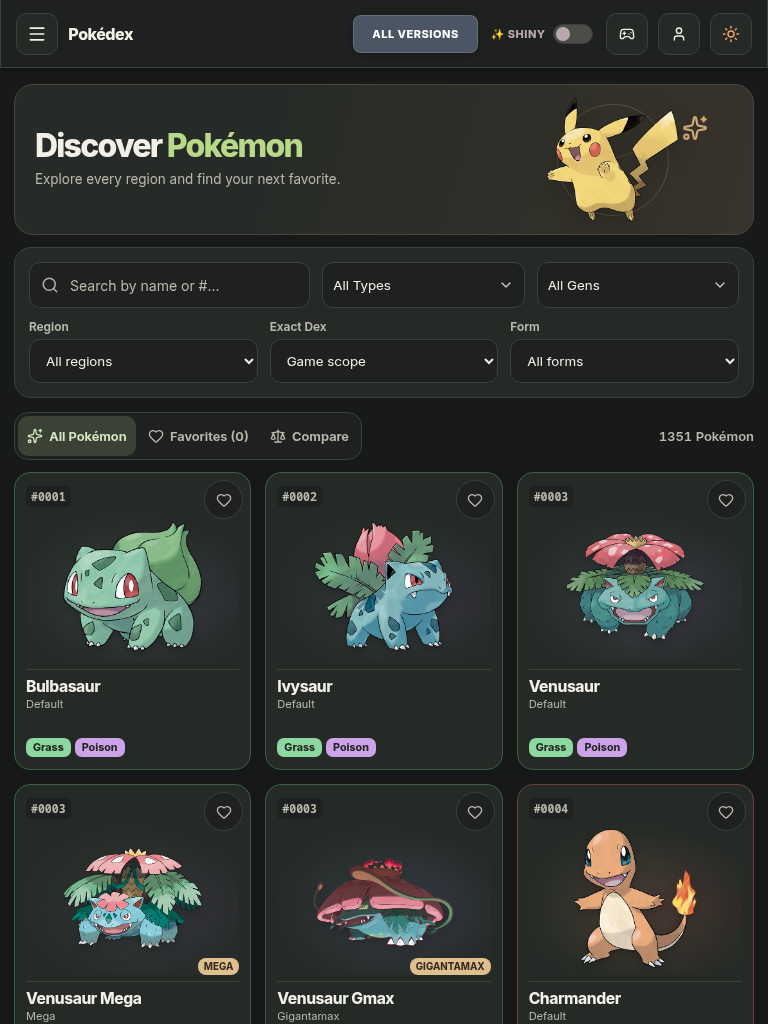 Pokédex
ALL VERSIONS
✨ SHINY
Discover Pokémon
Explore every region and find your next favorite.
Search by name or #...
All Types
All Gens
Region
Exact Dex
Form
All regions
Game scope
All forms
All Pokémon
Favorites (0)
Compare
1351 Pokémon
#0001
#0002
#0003
Bulbasaur
Default
Grass
Poison
Ivysaur
Default
Grass
Poison
Venusaur
Default
Grass
Poison
#0003
#0003
#0004
MEGA
GIGANTAMAX
Venusaur Mega
Mega
Venusaur Gmax
Gigantamax
Charmander
Default